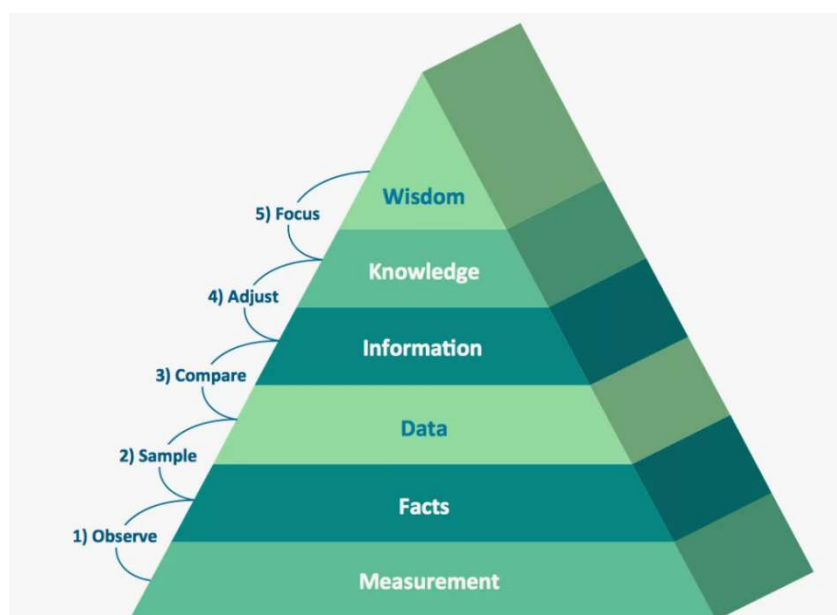 Wisdom
5) Focus
Knowledge
4) Adjust
Information
3) Compare
Data
2) Sample
Facts
1) Observe
Measurement